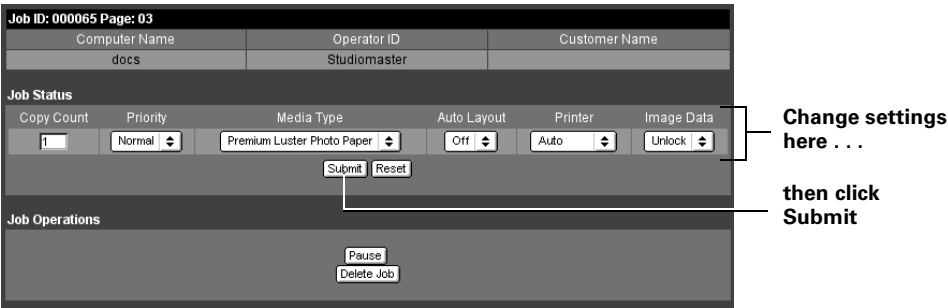 Job ID: 000065 Page: 03
Computer Name Operator ID Customer Name
docs Studiomaster
Job Status
Copy Count Priority Media Type Auto Layout Printer Image Data
1 Normal Premium Luster Photo Paper Off Auto Unlock
Submit Reset
Job Operations
Pause
Delete Job
Change settings
here . . .
then click
Submit